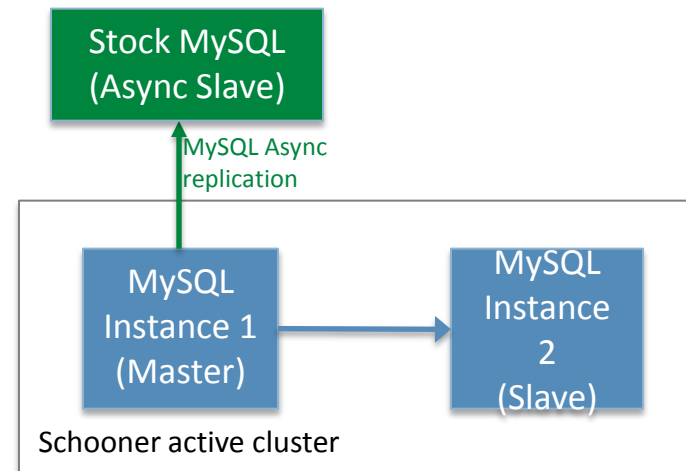 Stock MySQL
(Async Slave)
MySQL Async
replication
MySQL
Instance 1
(Master)
MySQL
Instance
2
(Slave)
Schooner active cluster